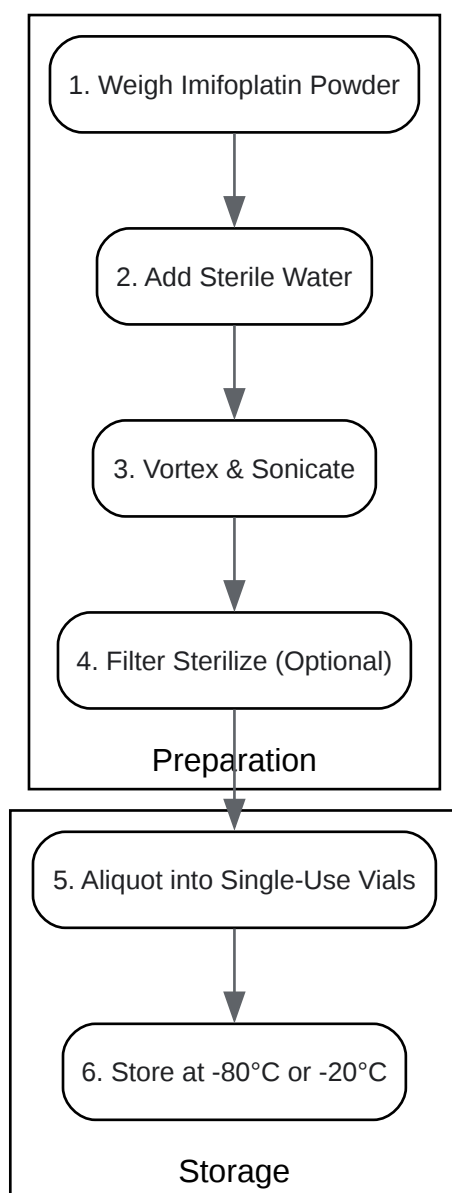 1. Weigh Imifoplatin Powder
2. Add Sterile Water
3. Vortex & Sonicate
4. Filter Sterilize (Optional)
Preparation
5. Aliquot into Single-Use Vials
6. Store at -80°C or -20°C
Storage